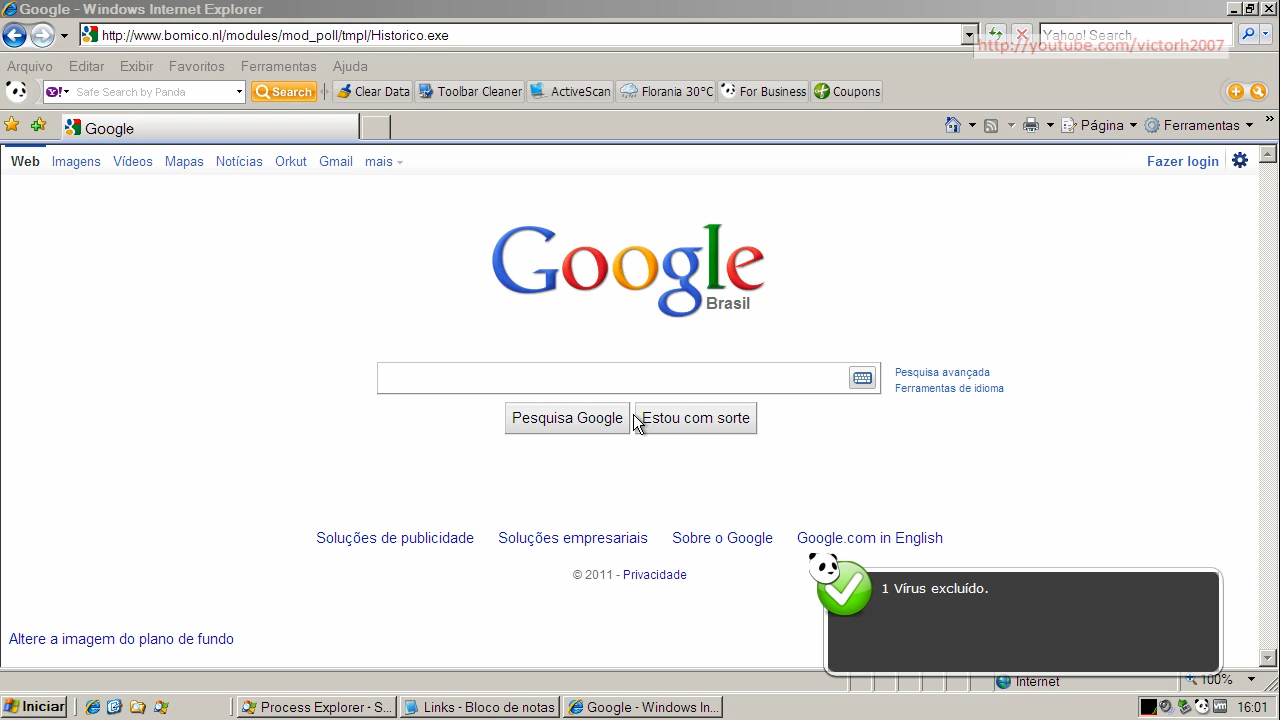 Google - Windows Internet Explorer
http://www.bomico.nl/modules/mod_poll/tmpl/Historico.exe
Yahoo! Search
http://youtube.com/victorh2007
Arquivo Editar Exibir Favoritos Ferramentas Ajuda
Y! Safe Search by Panda Search Clear Data Toolbar Cleaner ActiveScan Florania 30°C For Business Coupons
Google Página Ferramentas
Web Imagens Vídeos Mapas Notícias Orkut Gmail mais Fazer login
Google
Brasil
Pesquisa avançada
Ferramentas de idioma
Pesquisa Google Estou com sorte
Soluções de publicidade Soluções empresariais Sobre o Google Google.com in English
© 2011 - Privacidade
1 Vírus excluído.
Altere a imagem do plano de fundo
Internet 100%
Iniciar Process Explorer - S... Links - Bloco de notas Google - Windows In... vm 16:01